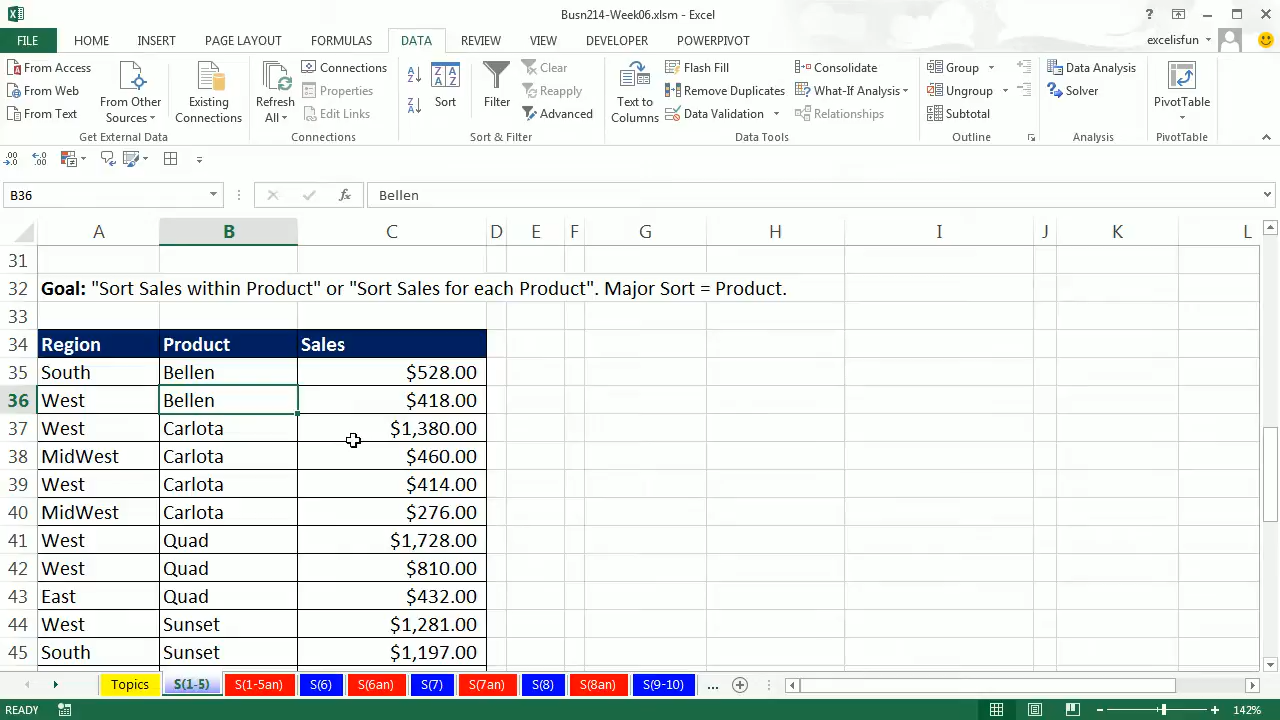 Busn214-Week06.xlsm - Excel
?
FILE HOME INSERT PAGE LAYOUT FORMULAS DATA REVIEW VIEW DEVELOPER POWERPIVOT excelisfun
From Access
From Web
From Text
From Other Sources
Existing Connections
Get External Data
Refresh All
Connections
Properties
Edit Links
Connections
Sort
Filter
Clear
Reapply
Advanced
Sort & Filter
Text to Columns
Flash Fill
Remove Duplicates
Data Validation
Consolidate
What-If Analysis
Relationships
Data Tools
Group
Ungroup
Subtotal
Outline
Data Analysis
Solver
Analysis
PivotTable
PivotTable
B36 fx Bellen
A B C D E F G H I J K L
31
32 Goal: "Sort Sales within Product" or "Sort Sales for each Product". Major Sort = Product.
33
34 Region Product Sales
35 South Bellen $528.00
36 West Bellen $418.00
37 West Carlota $1,380.00
38 MidWest Carlota $460.00
39 West Carlota $414.00
40 MidWest Carlota $276.00
41 West Quad $1,728.00
42 West Quad $810.00
43 East Quad $432.00
44 West Sunset $1,281.00
45 South Sunset $1,197.00
Topics S(1-5) S(1-5an) S(6) S(6an) S(7) S(7an) S(8) S(8an) S(9-10) ...
READY 142%